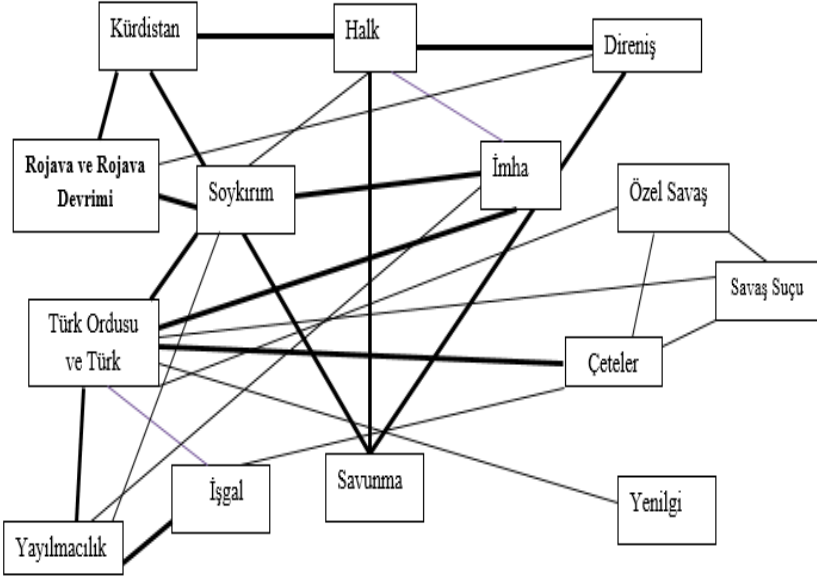 Kürdistan
Halk
Direniş
Rojava ve Rojava
Devrimi
Soykırım
İmha
Özel Savaş
Savaş Suçu
Türk Ordusu
ve Türk
Çeteler
İşgal
Savunma
Yenilgi
Yayılmacılık